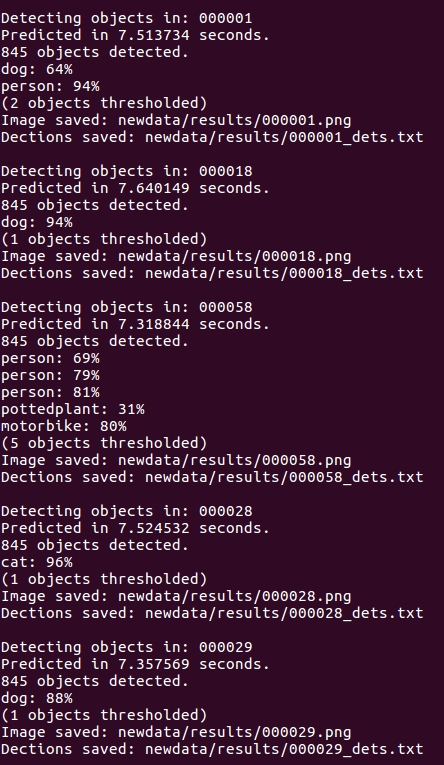 Detecting objects in: 000001
Predicted in 7.513734 seconds.
845 objects detected.
dog: 64%
person: 94%
(2 objects thresholded)
Image saved: newdata/results/000001.png
Dections saved: newdata/results/000001_dets.txt

Detecting objects in: 000018
Predicted in 7.640149 seconds.
845 objects detected.
dog: 94%
(1 objects thresholded)
Image saved: newdata/results/000018.png
Dections saved: newdata/results/000018_dets.txt

Detecting objects in: 000058
Predicted in 7.318844 seconds.
845 objects detected.
person: 69%
person: 79%
person: 81%
pottedplant: 31%
motorbike: 80%
(5 objects thresholded)
Image saved: newdata/results/000058.png
Dections saved: newdata/results/000058_dets.txt

Detecting objects in: 000028
Predicted in 7.524532 seconds.
845 objects detected.
cat: 96%
(1 objects thresholded)
Image saved: newdata/results/000028.png
Dections saved: newdata/results/000028_dets.txt

Detecting objects in: 000029
Predicted in 7.357569 seconds.
845 objects detected.
dog: 88%
(1 objects thresholded)
Image saved: newdata/results/000029.png
Dections saved: newdata/results/000029_dets.txt